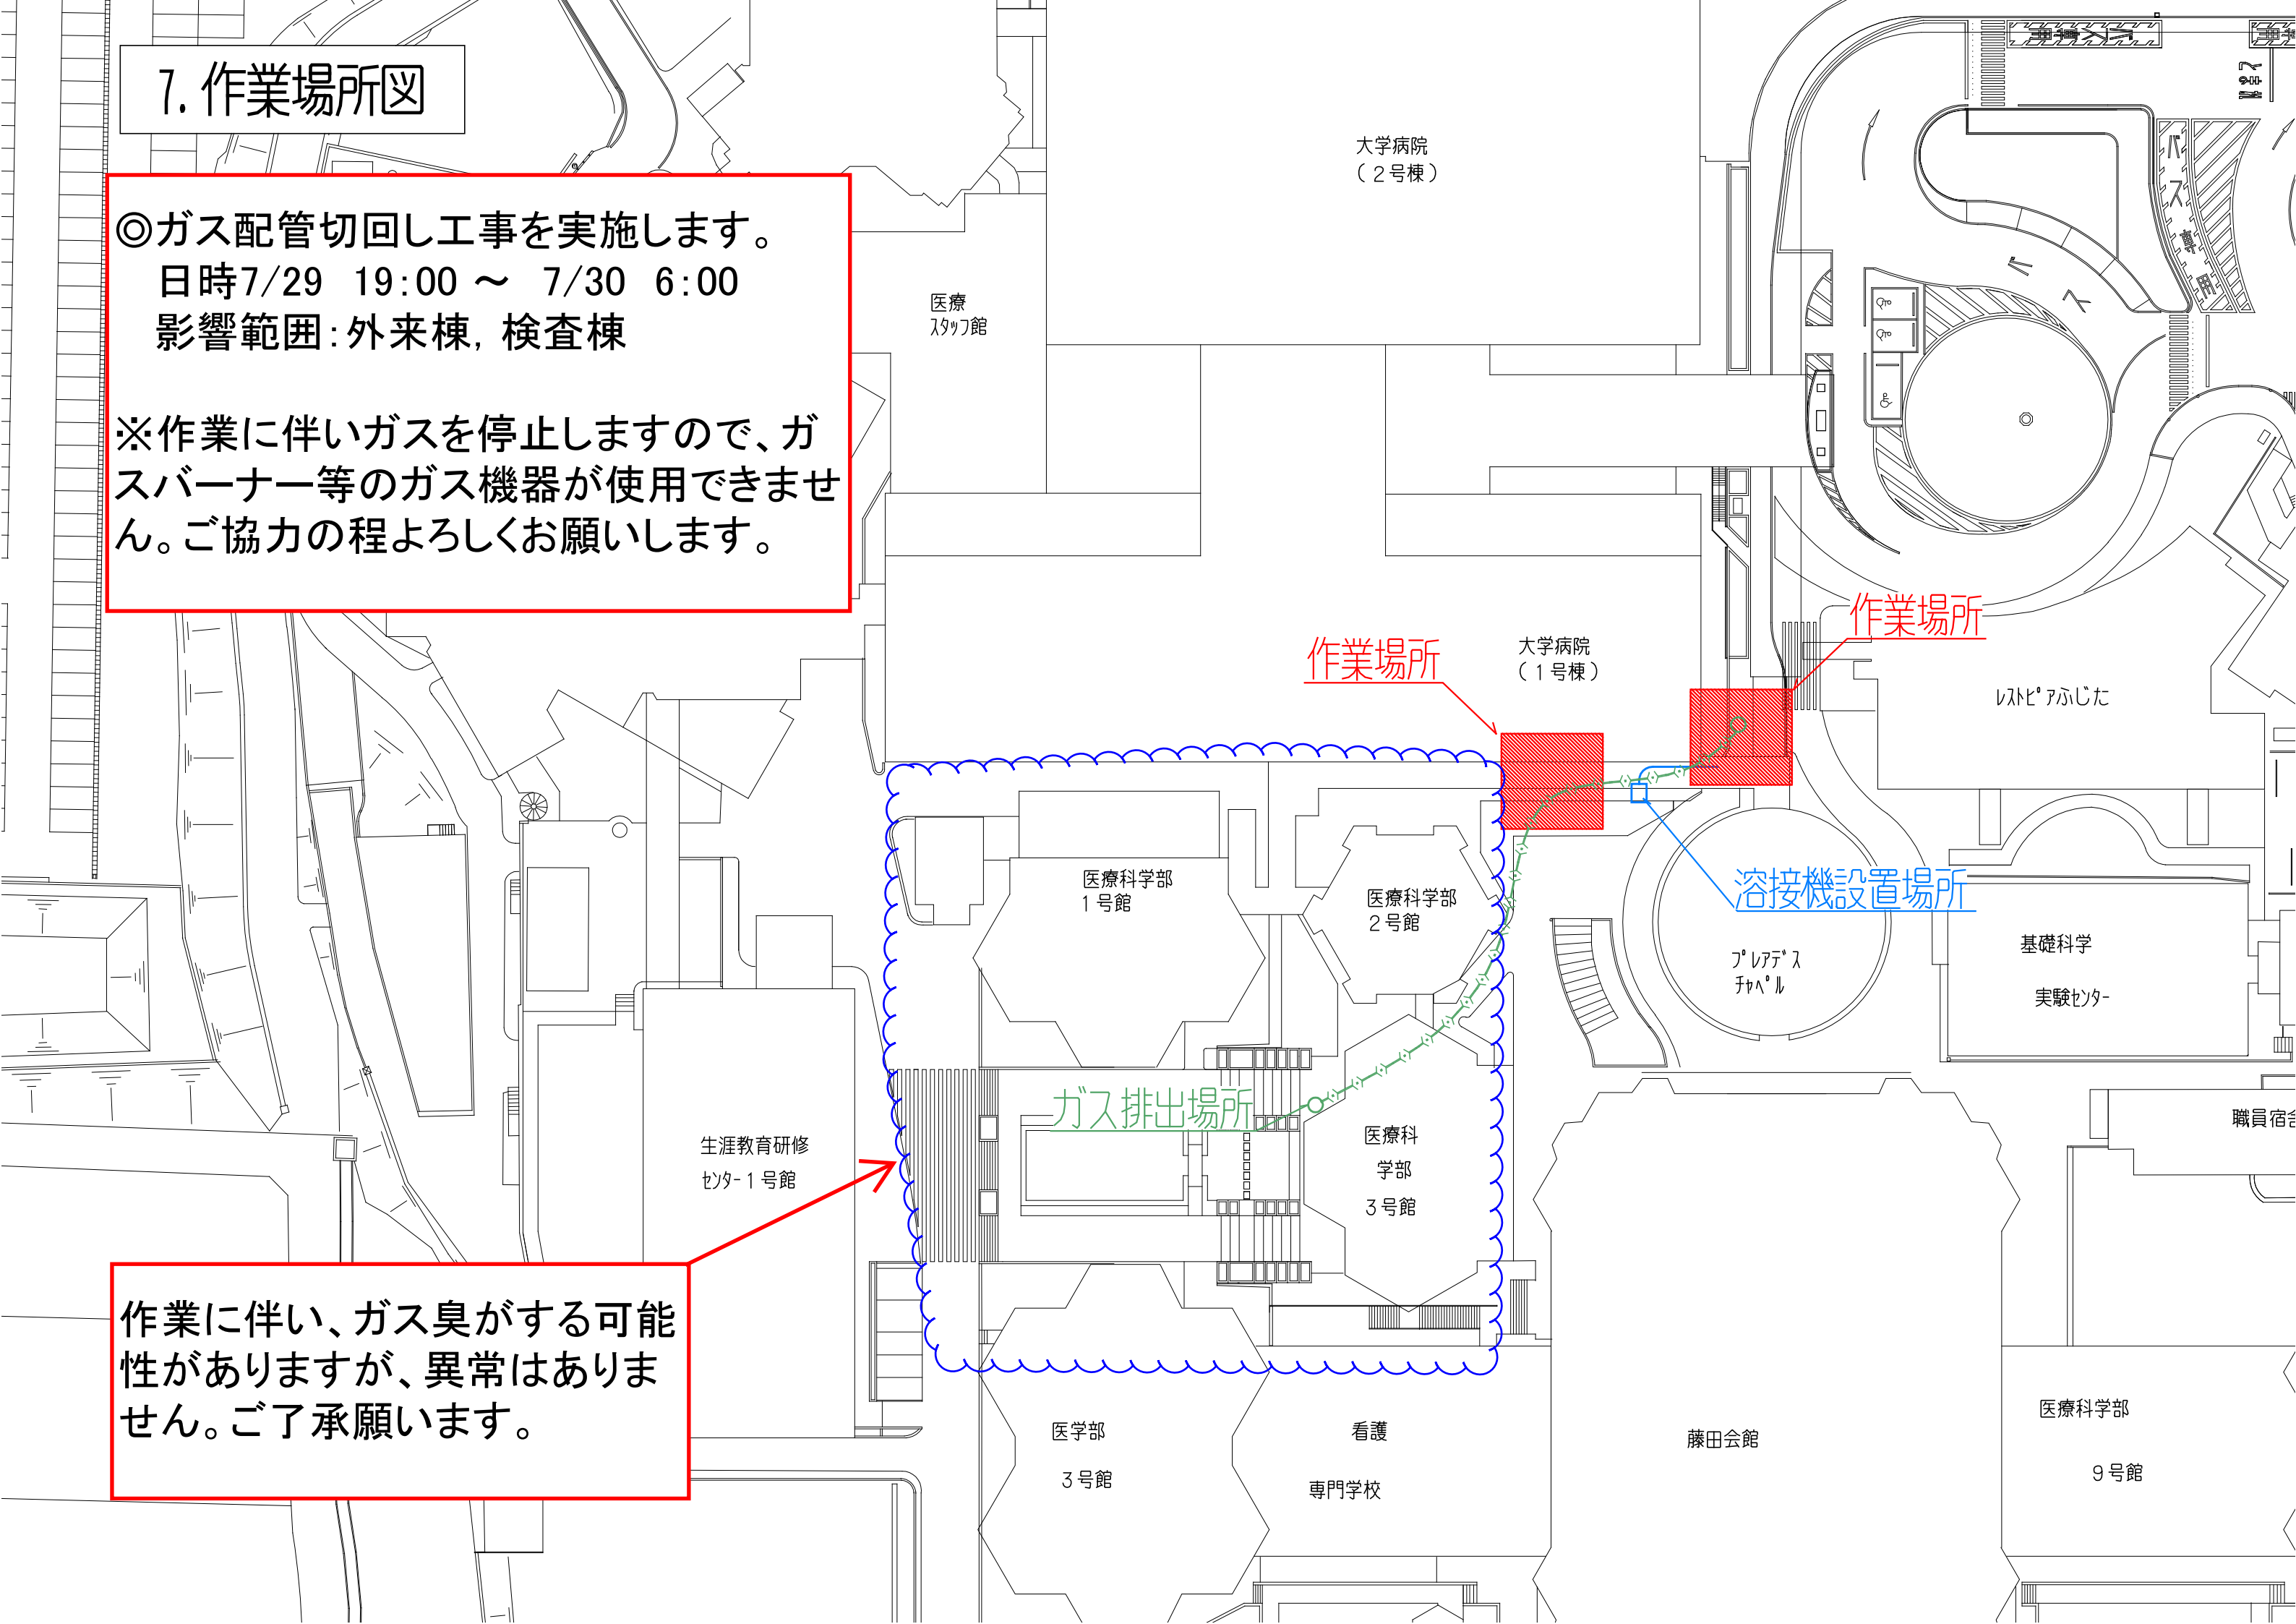 7.作業場所図
◎ガス配管切回し工事を実施します。
日時7/29 19:00 ～ 7/30 6:00
影響範囲:外来棟, 検査棟
※作業に伴いガスを停止しますので、ガ
スバーナー等のガス機器が使用できませ
ん。ご協力の程よろしくお願いします。
大学病院
(２号棟)
バス専用
バス専用
バス
医療
スタッフ館
作業場所
大学病院
(１号棟)
作業場所
レストピアふじた
医療科学部
１号館
医療科学部
２号館
溶接機設置場所
プレアデス
チャペル
基礎科学
実験センター
ガス排出場所
医療科
学部
３号館
生涯教育研修
センター１号館
作業に伴い、ガス臭がする可能
性がありますが、異常はありま
せん。ご了承願います。
医学部
３号館
看護
専門学校
藤田会館
医療科学部
９号館